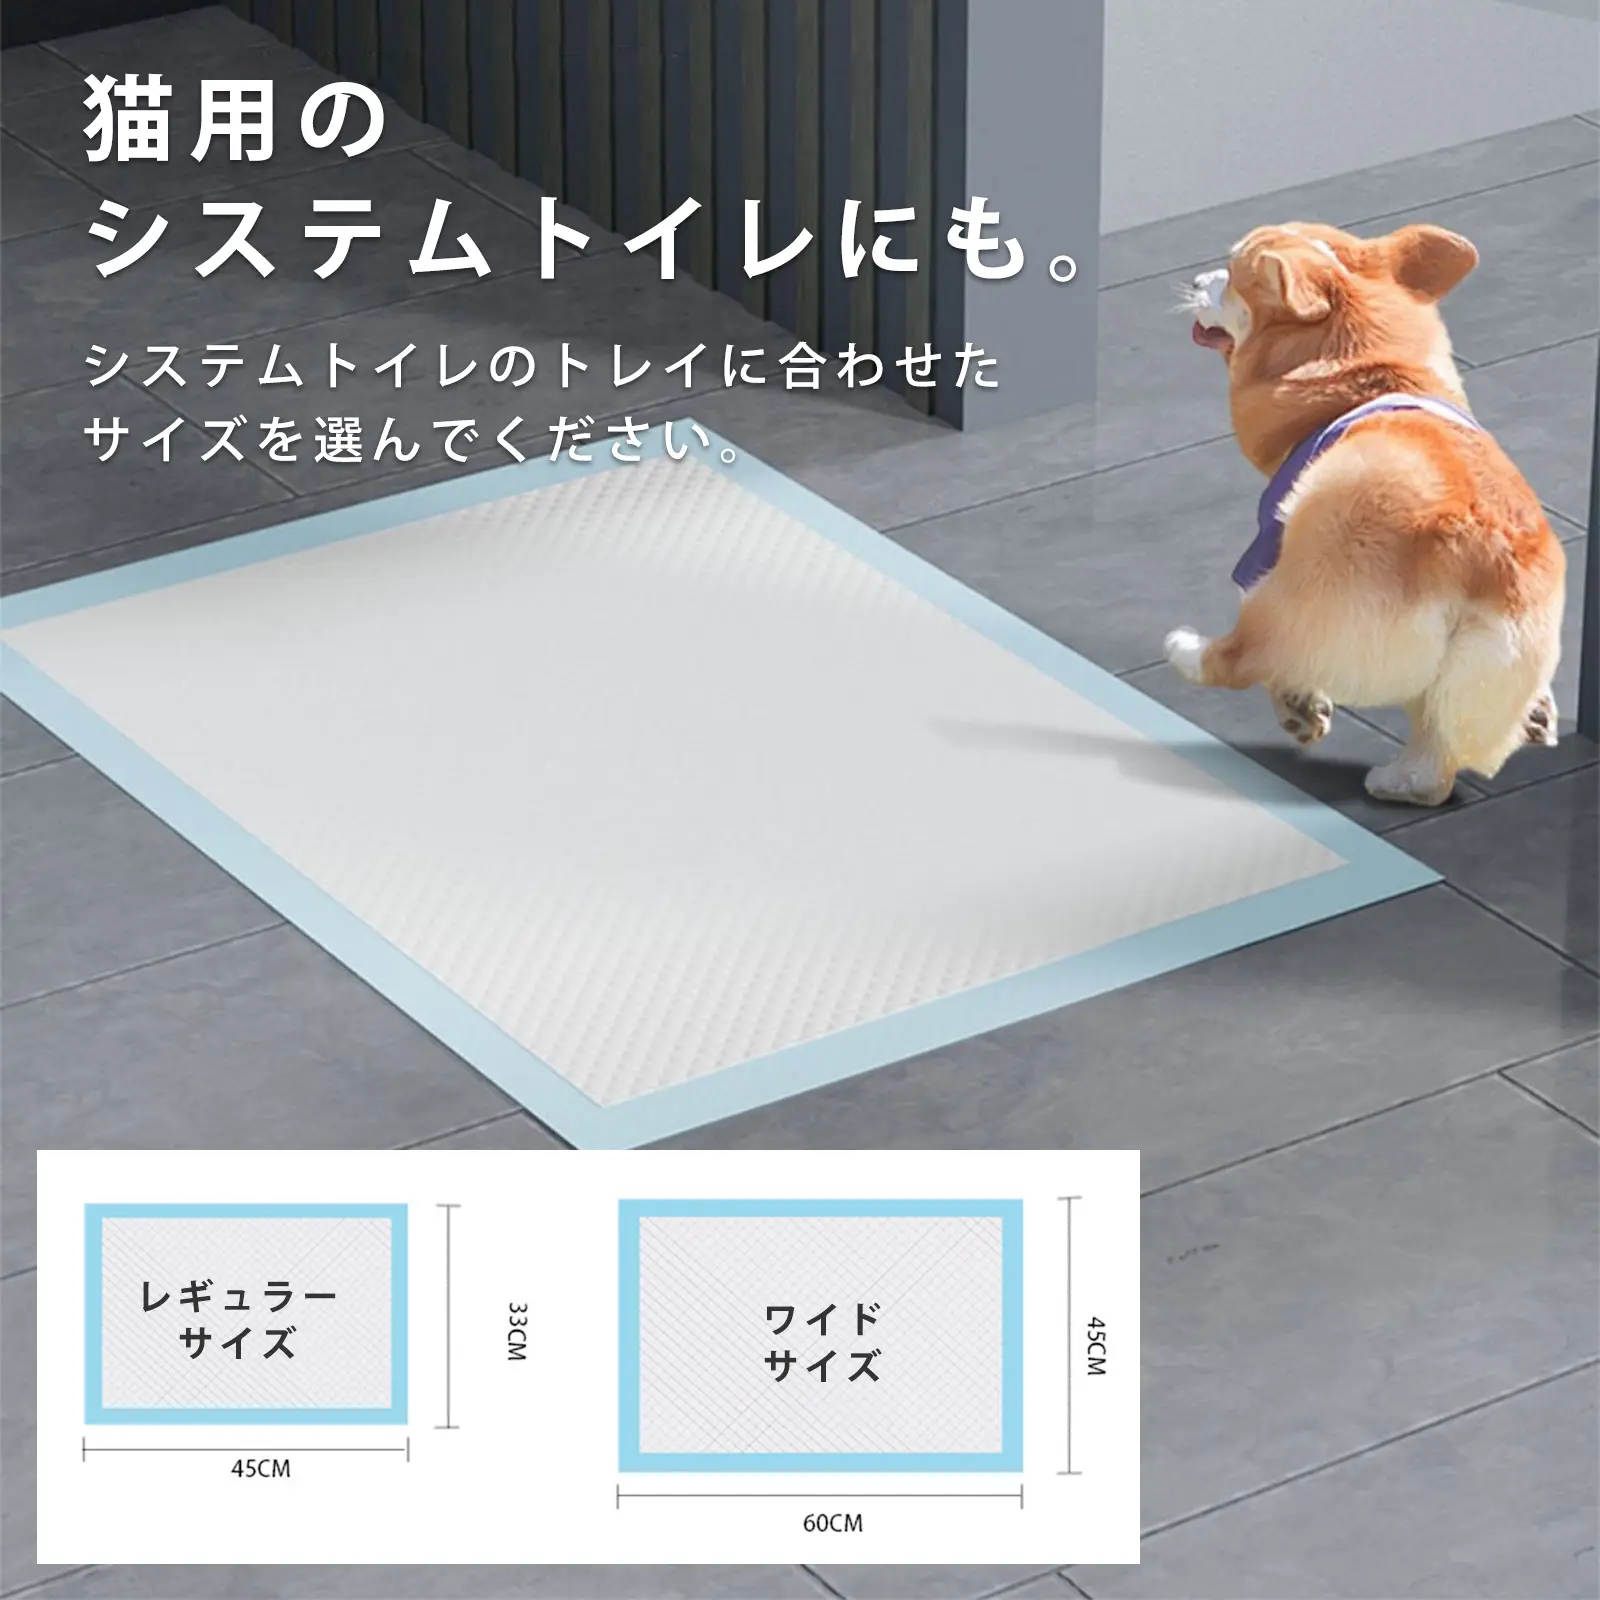 猫用の
システムトイレにも。
システムトイレのトレイに合わせた
サイズを選んでください。
レギュラー
サイズ
33CM
45CM
ワイド
サイズ
45CM
60CM